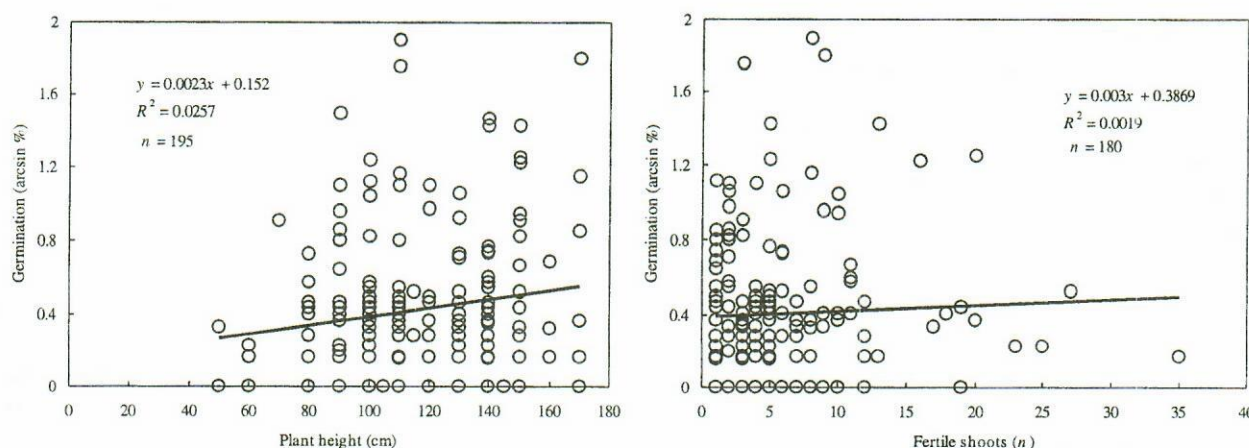 2
1.6
1.2
0.8
0.4
0
Germination (arcsin %)
y = 0.0023x + 0.152
R² = 0.0257
n = 195
0 20 40 60 80 100 120 140 160 180
Plant height (cm)
2
1.6
1.2
0.8
0.4
0
Germination (arcsin %)
y = 0.003x + 0.3869
R² = 0.0019
n = 180
0 5 10 15 20 25 30 35 40
Fertile shoots (n)